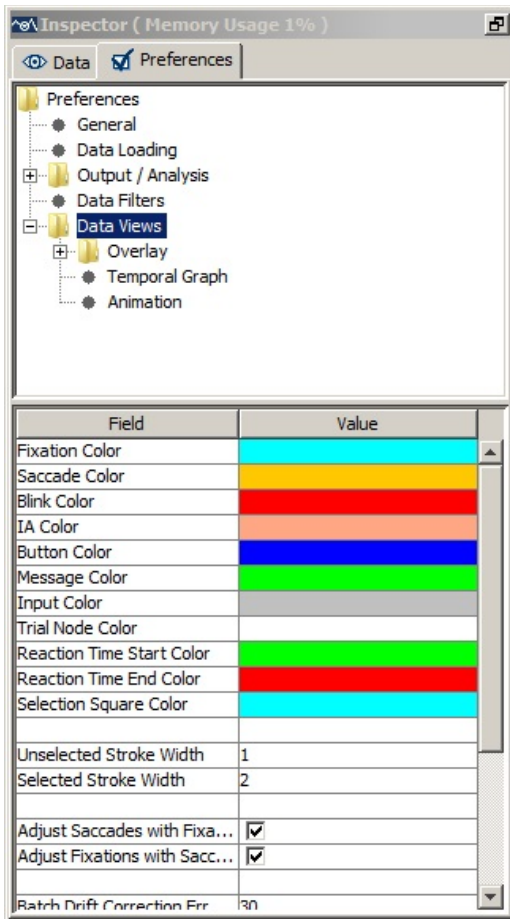 Inspector ( Memory Usage 1% )
Data Preferences
Preferences
General
Data Loading
Output / Analysis
Data Filters
Data Views
Overlay
Temporal Graph
Animation
Field Value
Fixation Color
Saccade Color
Blink Color
IA Color
Button Color
Message Color
Input Color
Trial Node Color
Reaction Time Start Color
Reaction Time End Color
Selection Square Color
Unselected Stroke Width 1
Selected Stroke Width 2
Adjust Saccades with Fixa...
Adjust Fixations with Sacc...
Batch Drift Correction Err 30